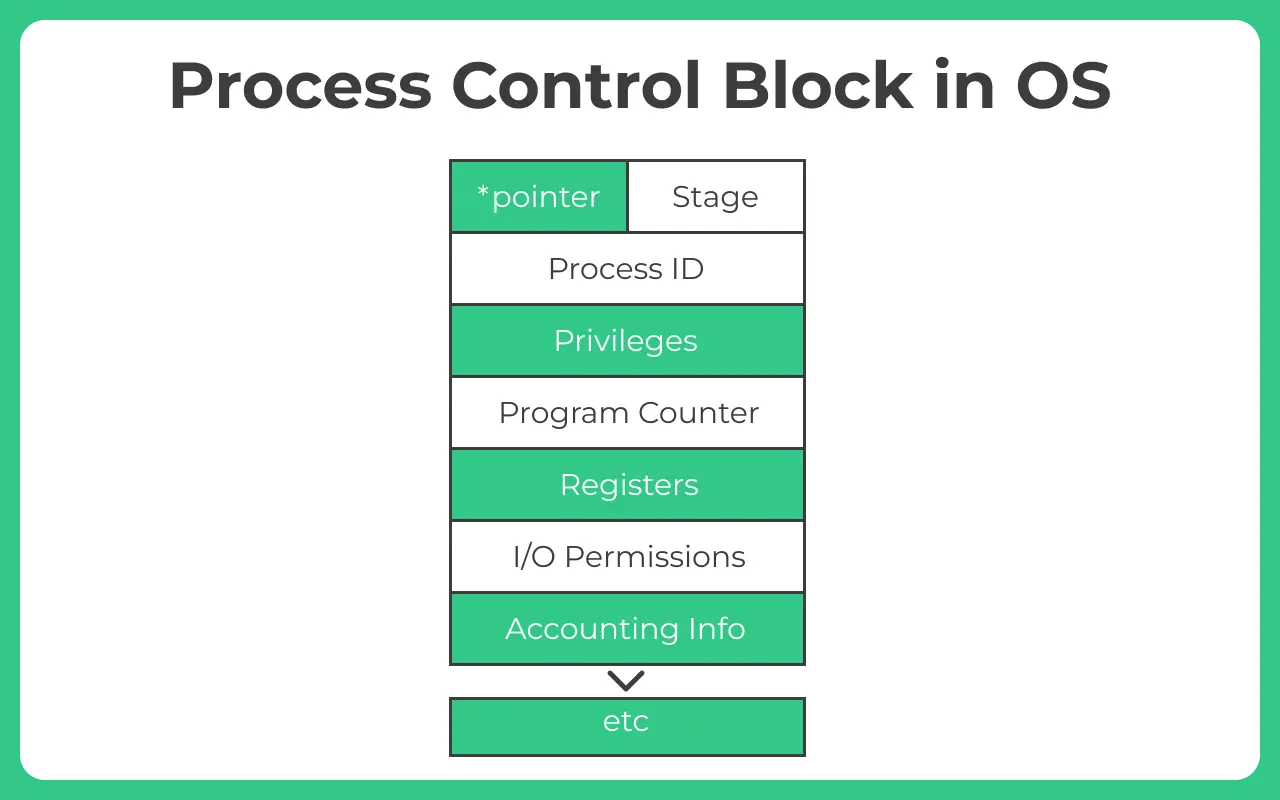 Process Control Block in OS
*pointer
Stage
Process ID
Privileges
Program Counter
Registers
I/O Permissions
Accounting Info
etc